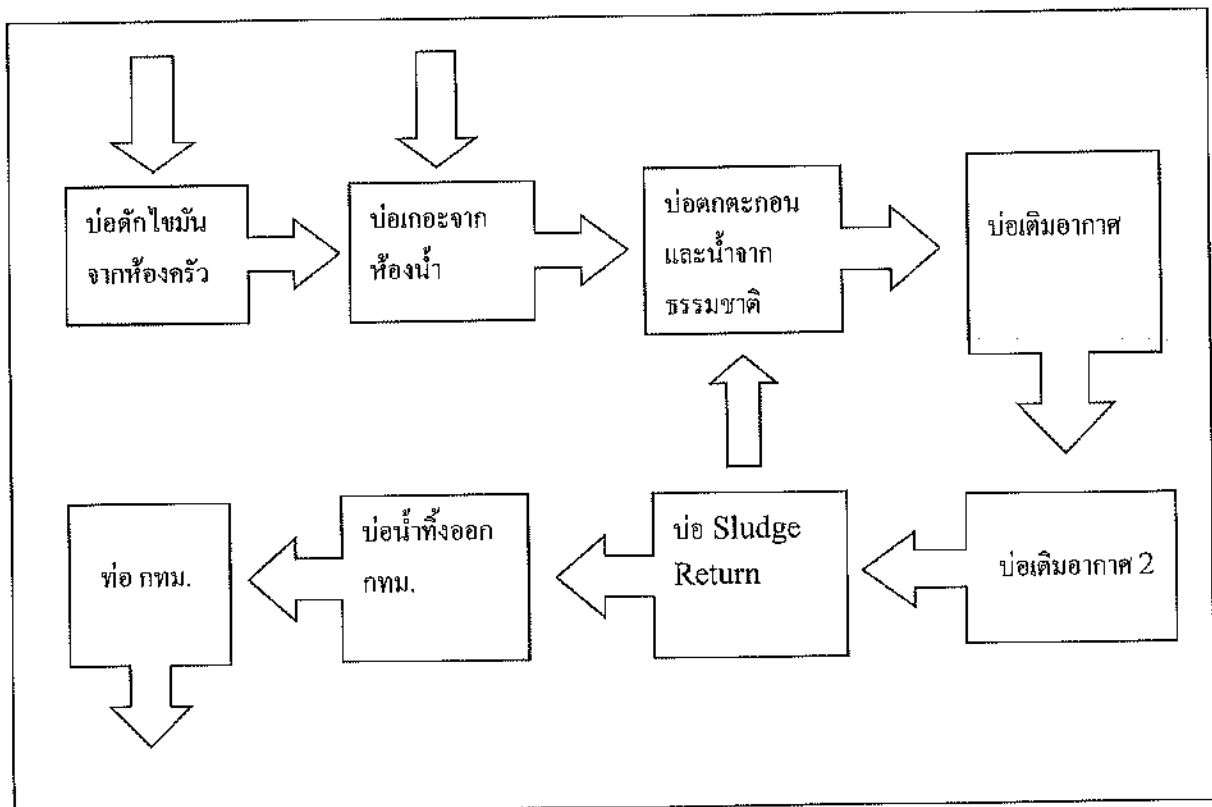 บ่อดักไขมัน
จากห้องครัว
บ่อเกอะจาก
ห้องน้ำ
บ่อตกตะกอน
และน้ำจาก
ธรรมชาติ
บ่อเติมอากาศ
บ่อเติมอากาศ 2
บ่อ Sludge
Return
บ่อน้ำทิ้งออก
กทม.
ท่อ กทม.